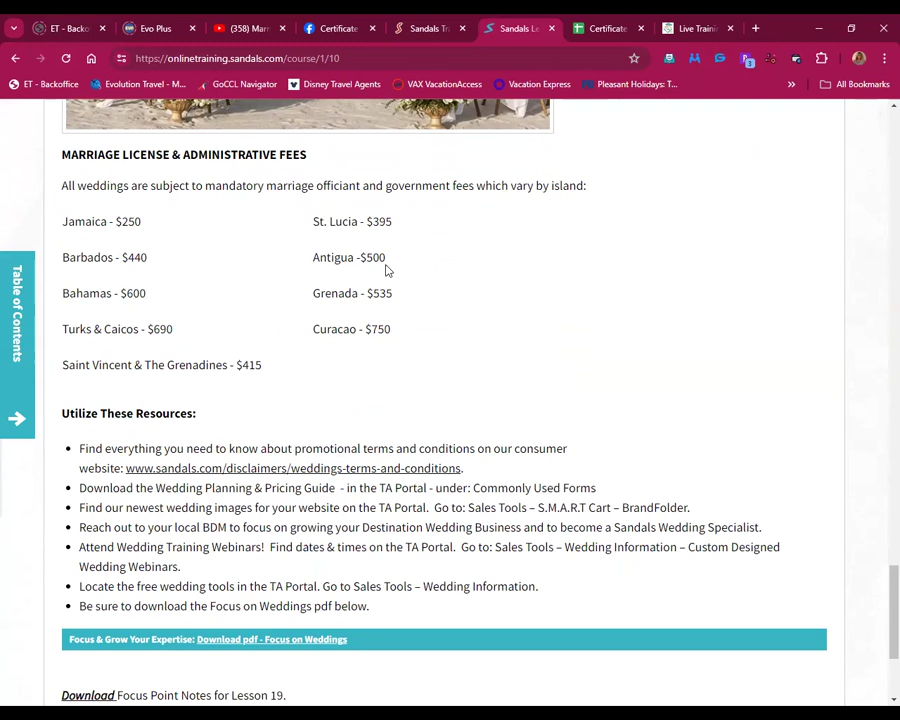 ET - Backo
Evo Plus
(358) Marr
Certificate
Sandals Tr
Sandals Le
Certificate
Live Trainin
https://onlinetraining.sandals.com/course/1/10
ET - Backoffice
Evolution Travel - M...
GoCCL Navigator
Disney Travel Agents
VAX VacationAccess
Vacation Express
Pleasant Holidays: T...
»
All Bookmarks
MARRIAGE LICENSE & ADMINISTRATIVE FEES
All weddings are subject to mandatory marriage officiant and government fees which vary by island:
Jamaica - $250
St. Lucia - $395
Barbados - $440
Antigua -$500
Bahamas - $600
Grenada - $535
Turks & Caicos - $690
Curacao - $750
Saint Vincent & The Grenadines - $415
Table of Contents
Utilize These Resources:
Find everything you need to know about promotional terms and conditions on our consumer
website: www.sandals.com/disclaimers/weddings-terms-and-conditions.
Download the Wedding Planning & Pricing Guide - in the TA Portal - under: Commonly Used Forms
Find our newest wedding images for your website on the TA Portal. Go to: Sales Tools – S.M.A.R.T Cart – BrandFolder.
Reach out to your local BDM to focus on growing your Destination Wedding Business and to become a Sandals Wedding Specialist.
Attend Wedding Training Webinars! Find dates & times on the TA Portal. Go to: Sales Tools – Wedding Information – Custom Designed
Wedding Webinars.
Locate the free wedding tools in the TA Portal. Go to Sales Tools – Wedding Information.
Be sure to download the Focus on Weddings pdf below.
Focus & Grow Your Expertise: Download pdf - Focus on Weddings
Download Focus Point Notes for Lesson 19.